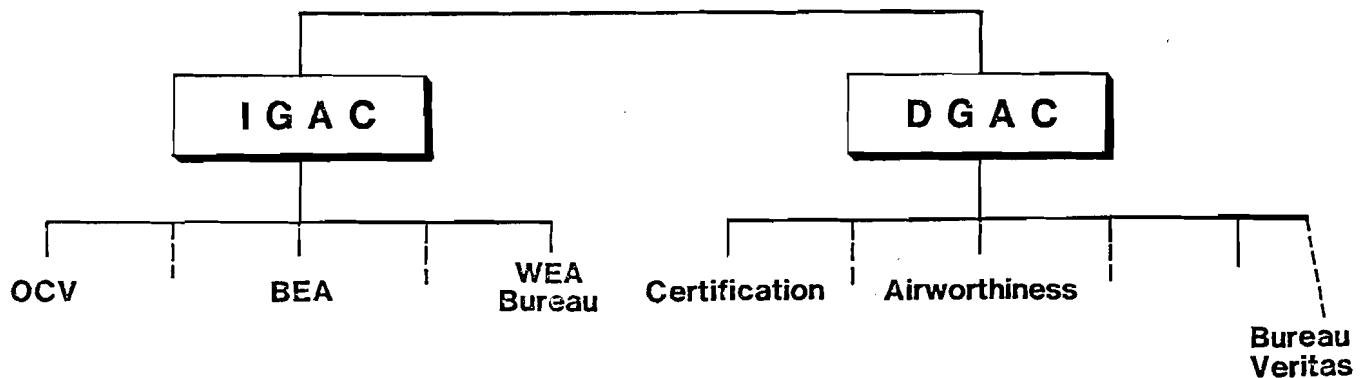 IGAC
DGAC
OCV
BEA
WEA
Bureau
Certification
Airworthiness
Bureau
Veritas